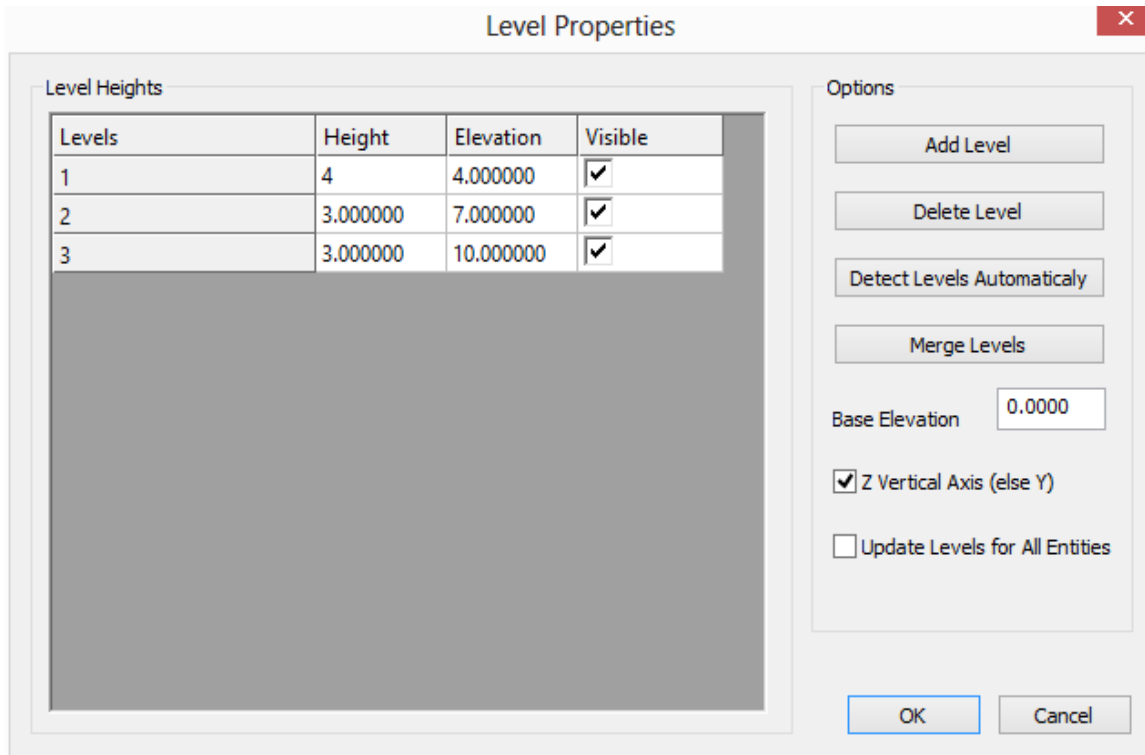 Level Properties
Level Heights
Levels Height Elevation Visible
1 4 4.000000
2 3.000000 7.000000
3 3.000000 10.000000
Options
Add Level
Delete Level
Detect Levels Automaticaly
Merge Levels
Base Elevation 0.0000
Z Vertical Axis (else Y)
Update Levels for All Entities
OK Cancel